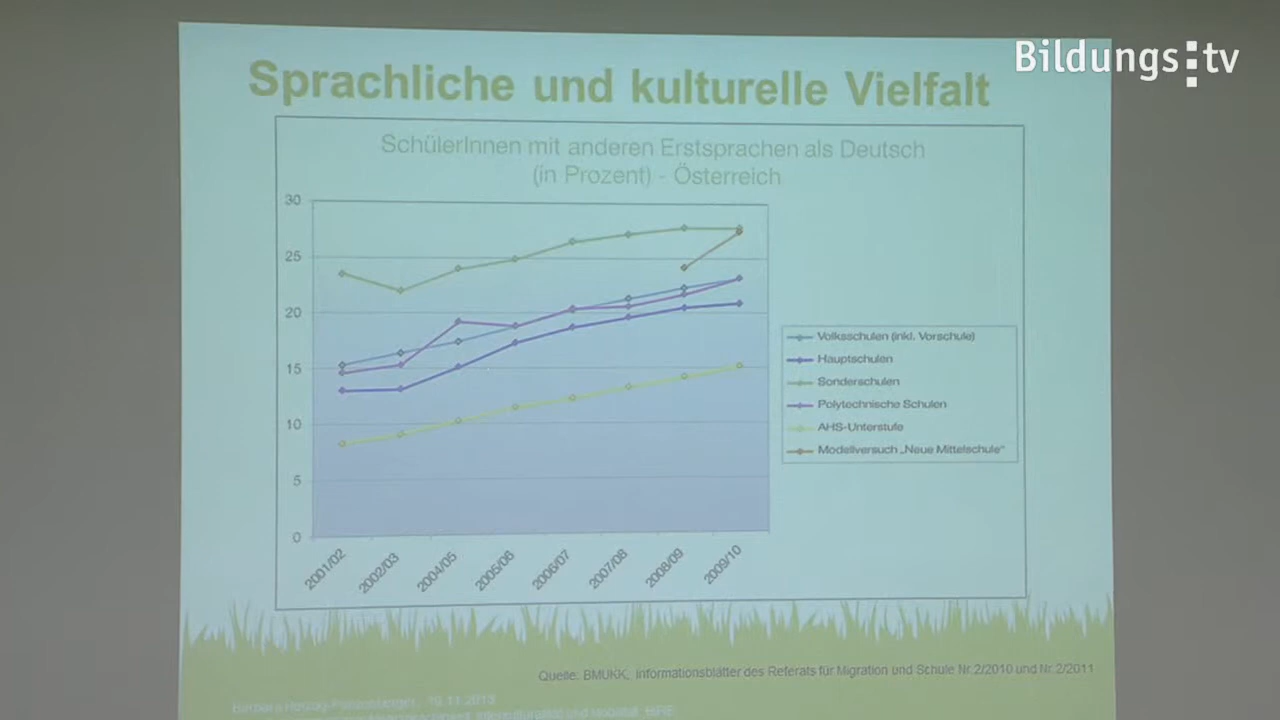 Bildungs:tv
Sprachliche und kulturelle Vielfalt
SchülerInnen mit anderen Erstsprachen als Deutsch
(in Prozent) - Österreich
30
25
20
15
10
5
0
2001/02
2002/03
2004/05
2005/06
2006/07
2007/08
2008/09
2009/10
Volksschulen (inkl. Vorschule)
Hauptschulen
Sonderschulen
Polytechnische Schulen
AHS-Unterstufe
Modellversuch „Neue Mittelschule"
Quelle: BMUKK, Informationsblätter des Referats für Migration und Schule Nr.2/2010 und Nr.2/2011